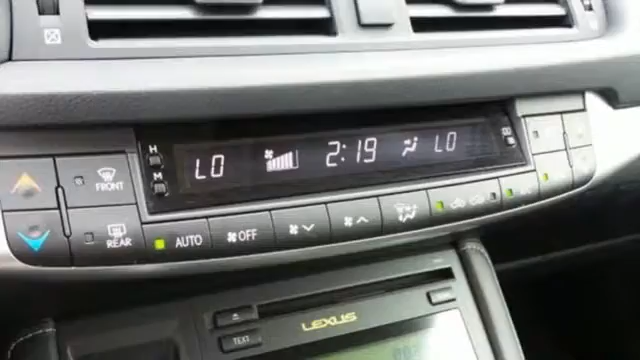 H
M
LO 2:19 LO
FRONT
REAR
AUTO OFF
LEXUS
TEXT